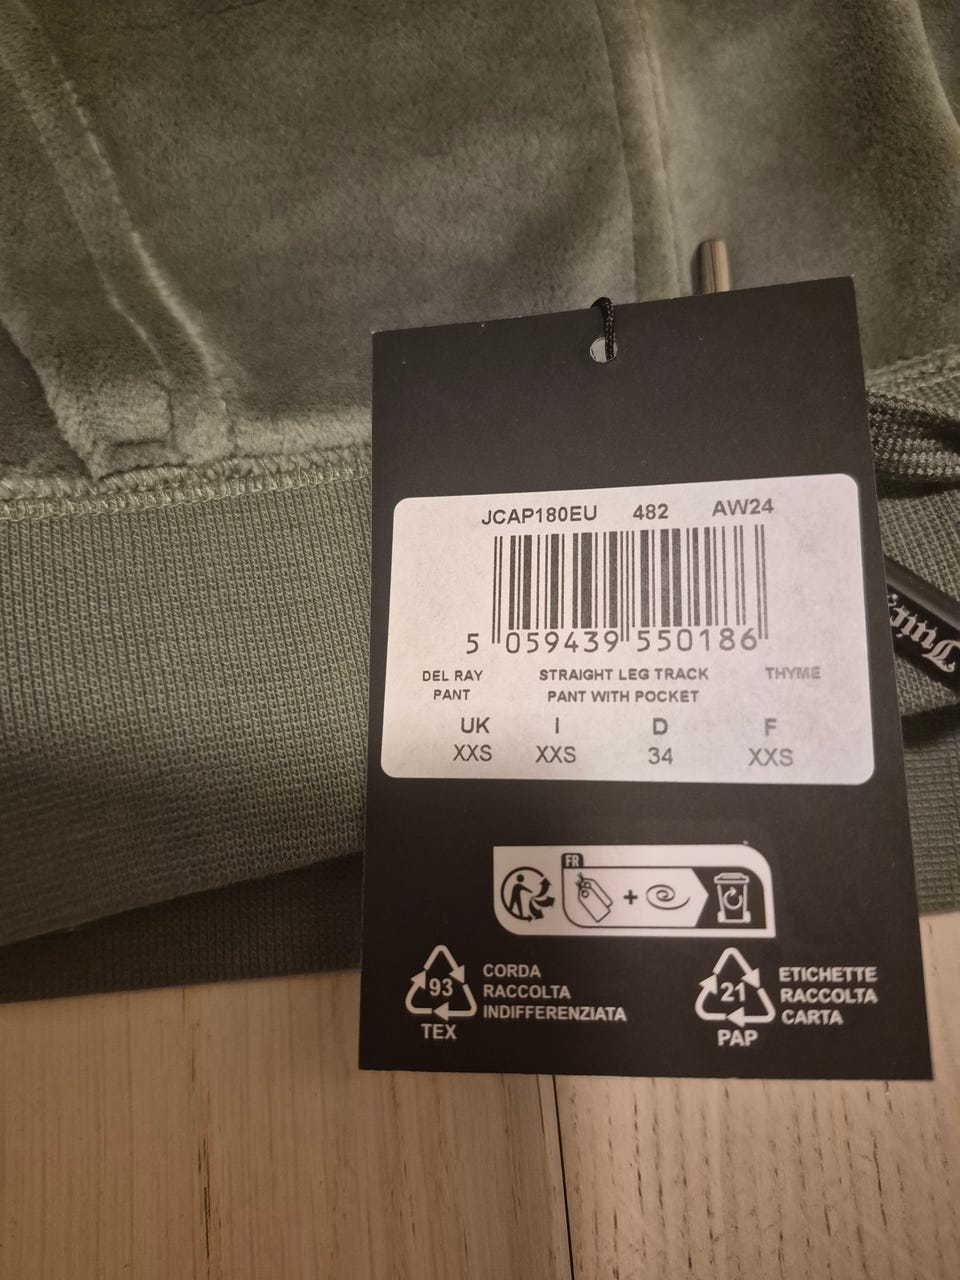 JCAP180EU 482 AW24
5 059439 550186
DEL RAY PANT
STRAIGHT LEG TRACK PANT WITH POCKET
THYME
UK I D F
XXS XXS 34 XXS
FR
+
93
TEX
CORDA
RACCOLTA
INDIFFERENZIATA
21
PAP
ETICHETTE
RACCOLTA
CARTA
Juicy